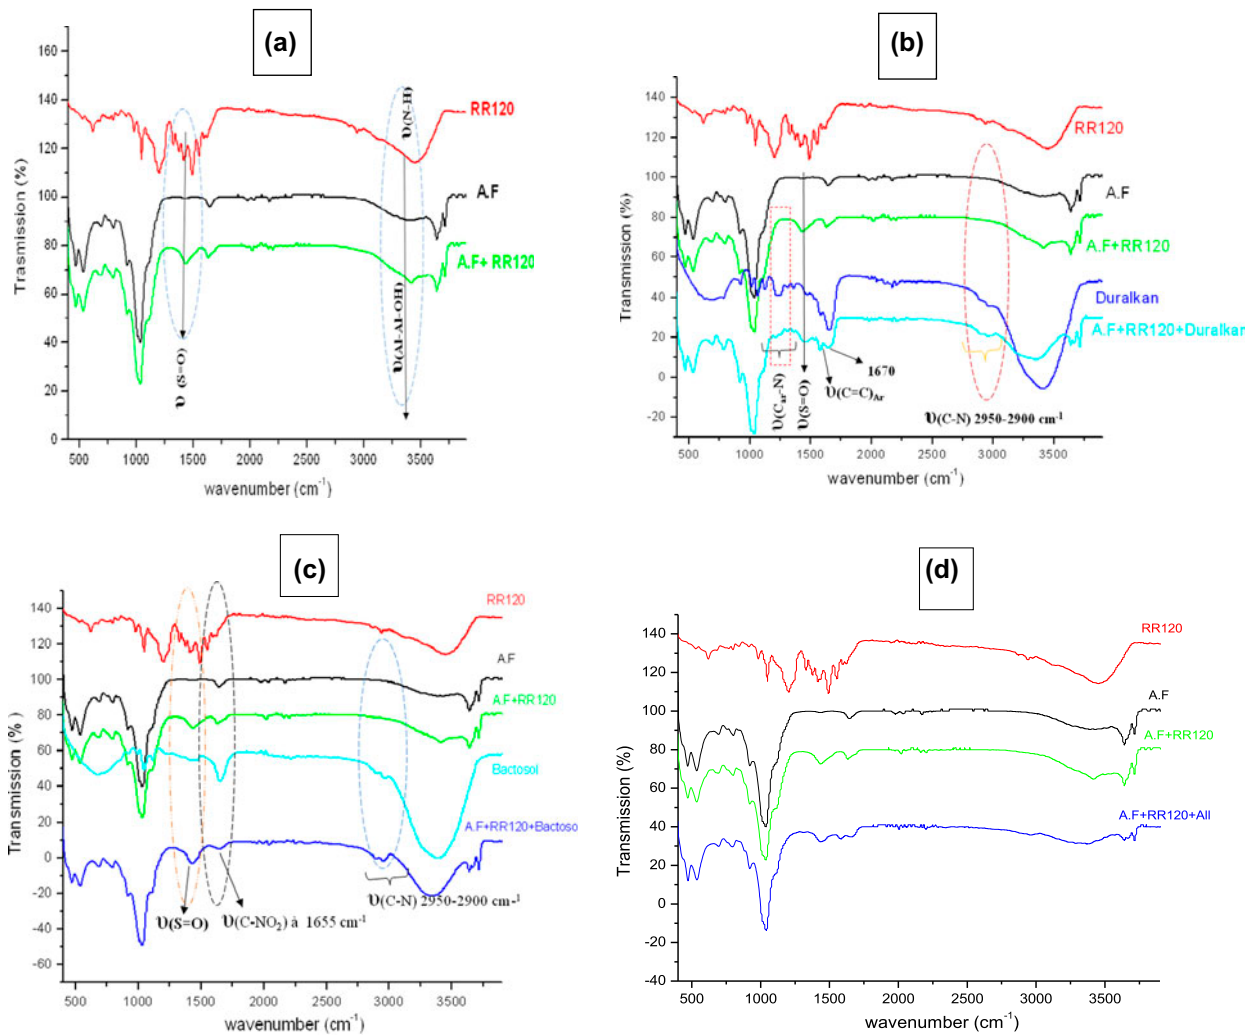 (a)
160
140
120
100
80
60
40
20
0
Trasmission (%)
RR120
A.F
A.F+ RR120
ʋ (S=O)
ʋ(N-H)
ʋ(Al-Al-OH)
500 1000 1500 2000 2500 3000 3500
wavenumber (cm-1)
(b)
140
120
100
80
60
40
20
0
-20
Transmission (%)
RR120
A.F
A.F+RR120
Duralkan
A.F+RR120+Duralkan
ʋ(Car-N)
ʋ(S=O)
ʋ(C=C)Ar
1670
ʋ(C-N) 2950-2900 cm-1
500 1000 1500 2000 2500 3000 3500
wavenumber (cm-1)
(c)
140
120
100
80
60
40
20
0
-20
-40
-60
Transmission (% )
RR120
A.F
A.F+RR120
Bactosol
A.F+RR120+Bactoso
ʋ(S=O)
ʋ(C-NO2) à 1655 cm-1
ʋ(C-N) 2950-2900 cm-1
500 1000 1500 2000 2500 3000 3500
wavenumber (cm-1)
(d)
140
120
100
80
60
40
20
0
-20
-40
Transmission (%)
RR120
A.F
A.F+RR120
A.F+RR120+All
500 1000 1500 2000 2500 3000 3500
wavenumber (cm-1)